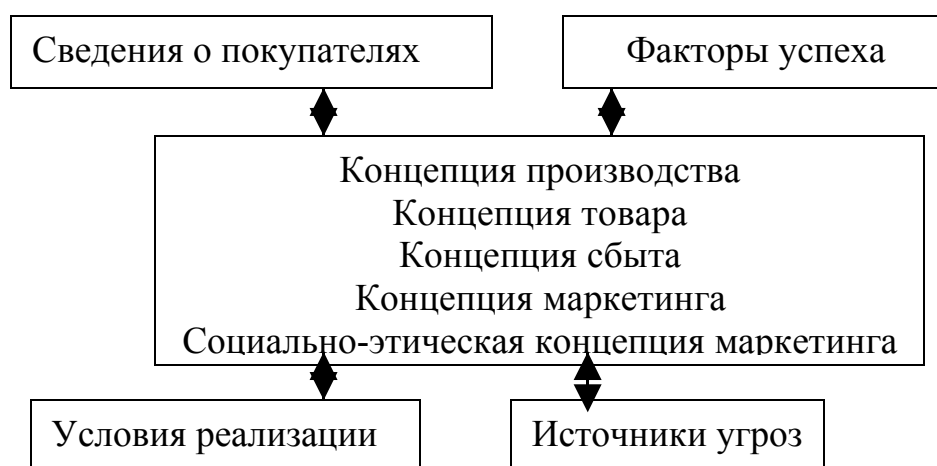 Сведения о покупателях
Факторы успеха
Концепция производства
Концепция товара
Концепция сбыта
Концепция маркетинга
Социально-этическая концепция маркетинга
Условия реализации
Источники угроз